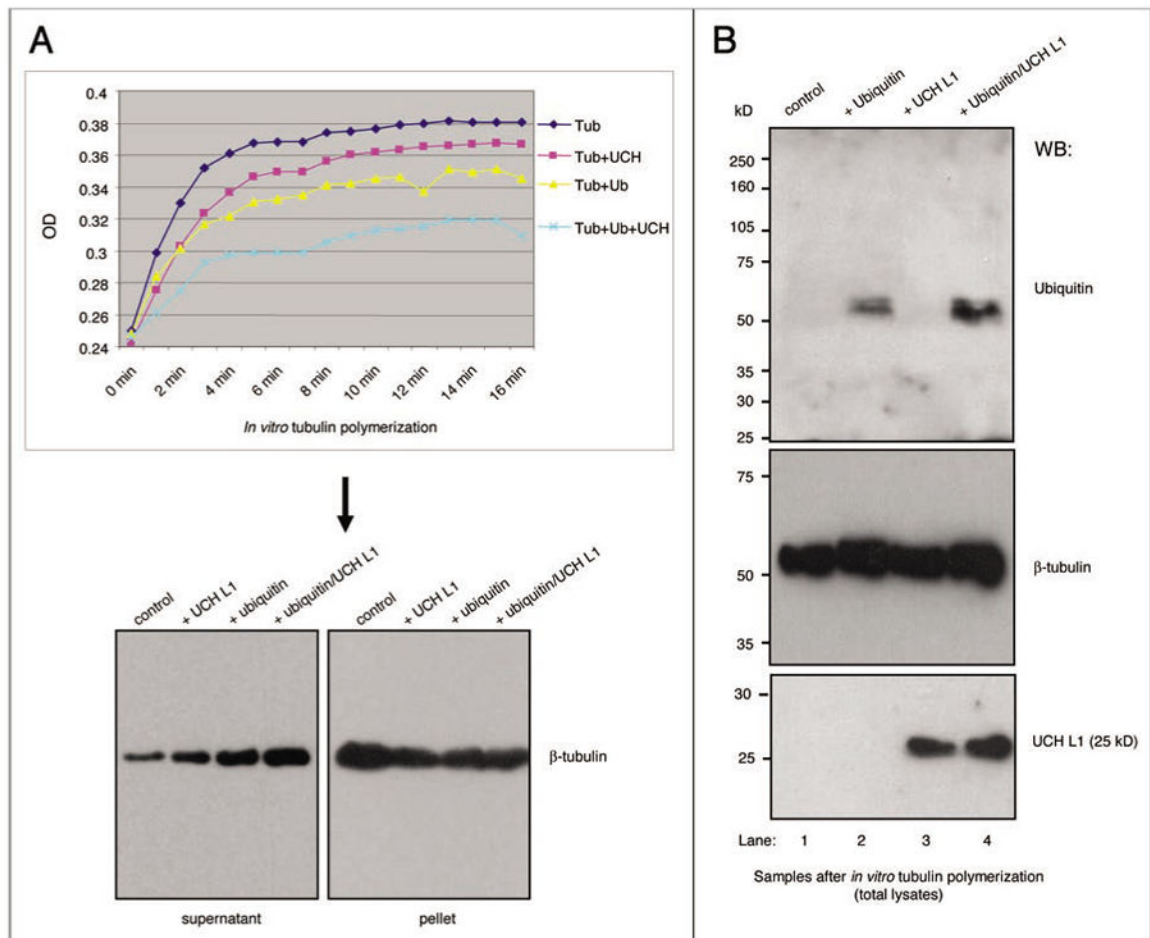 A
0.4
0.38
0.36
0.34
0.32
0.3
0.28
0.26
0.24
OD
0 min
2 min
4 min
6 min
8 min
10 min
12 min
14 min
16 min
In vitro tubulin polymerization
Tub
Tub+UCH
Tub+Ub
Tub+Ub+UCH
control
+ UCH L1
+ ubiquitin
+ ubiquitin/UCH L1
control
+ UCH L1
+ ubiquitin
+ ubiquitin/UCH L1
β-tubulin
supernatant
pellet
B
kD
control
+ Ubiquitin
+ UCH L1
+ Ubiquitin/UCH L1
WB:
250
160
105
75
50
35
30
25
Ubiquitin
75
50
35
β-tubulin
30
25
UCH L1 (25 kD)
Lane: 1 2 3 4
Samples after in vitro tubulin polymerization
(total lysates)